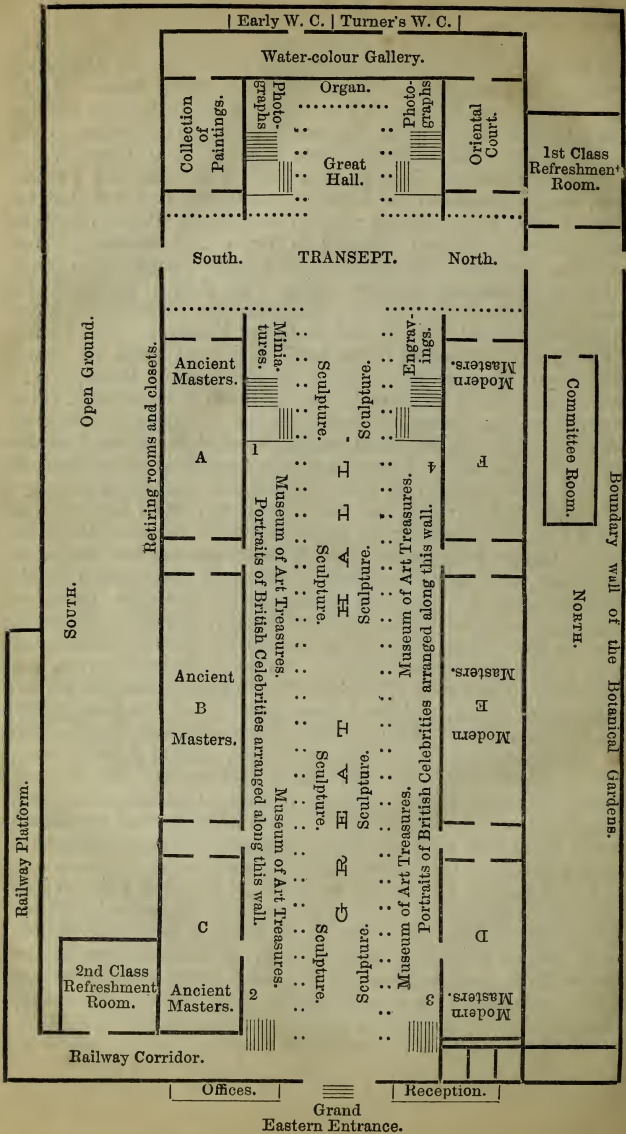 | Early W. C. | Turner's W. C. |
Water-colour Gallery.
Collection
of
Paintings.
Photo-
graphs
Organ.
Photo-
graphs
Oriental
Court.
Great
Hall.
1st Class
Refreshment
Room.
South.
TRANSEPT.
North.
Open Ground.
SOUTH.
Retiring rooms and closets.
Ancient
Masters.
A
Minia-
tures.
Sculpture.
Sculpture.
Engrav-
ings.
Modern
Masters.
F
Committee Room.
Boundary wall of the Botanical Gardens.
NORTH.
1
4
Museum of Art Treasures.
Portraits of British Celebrities arranged along this wall.
GREAT HALL.
Sculpture.
Sculpture.
Museum of Art Treasures.
Portraits of British Celebrities arranged along this wall.
Ancient
B
Masters.
Modern
E
Masters.
Sculpture.
Sculpture.
Museum of Art Treasures.
Museum of Art Treasures.
Railway Platform.
C
Ancient
Masters.
2
Sculpture.
Sculpture.
3
D
Modern
Masters.
2nd Class
Refreshment
Room.
Railway Corridor.
| Offices. |
| Reception. |
Grand
Eastern Entrance.